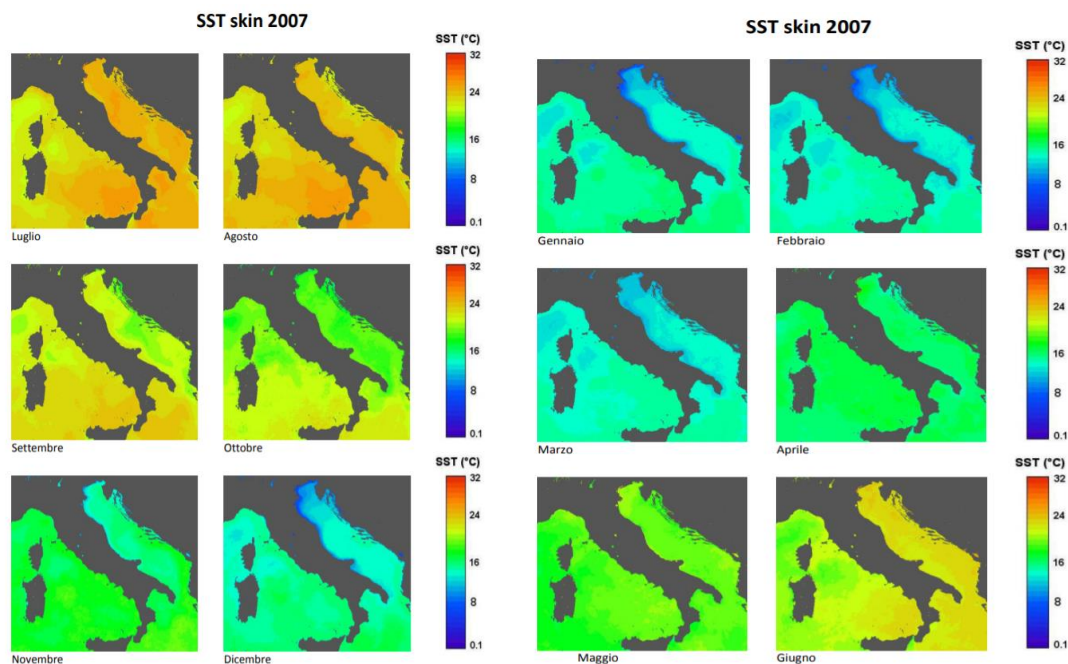 SST skin 2007
SST (°C)
32
24
16
8
0.1
Luglio
Agosto
SST (°C)
32
24
16
8
0.1
Settembre
Ottobre
SST (°C)
32
24
16
8
0.1
Novembre
Dicembre
SST skin 2007
SST (°C)
32
24
16
8
0.1
Gennaio
Febbraio
SST (°C)
32
24
16
8
0.1
Marzo
Aprile
SST (°C)
32
24
16
8
0.1
Maggio
Giugno